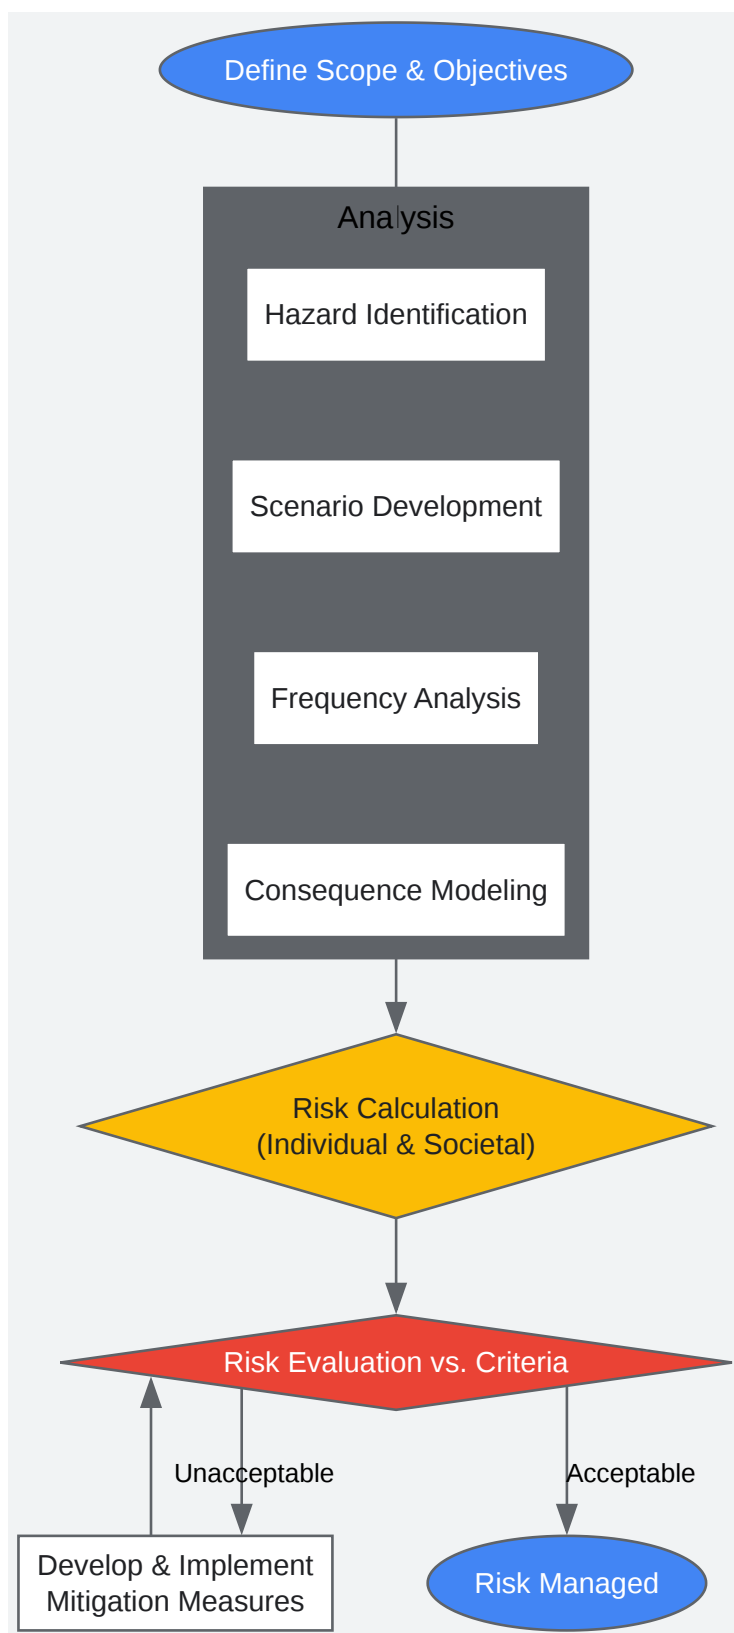 Define Scope & Objectives
Analysis
Hazard Identification
Scenario Development
Frequency Analysis
Consequence Modeling
Risk Calculation
(Individual & Societal)
Risk Evaluation vs. Criteria
Unacceptable
Acceptable
Develop & Implement
Mitigation Measures
Risk Managed